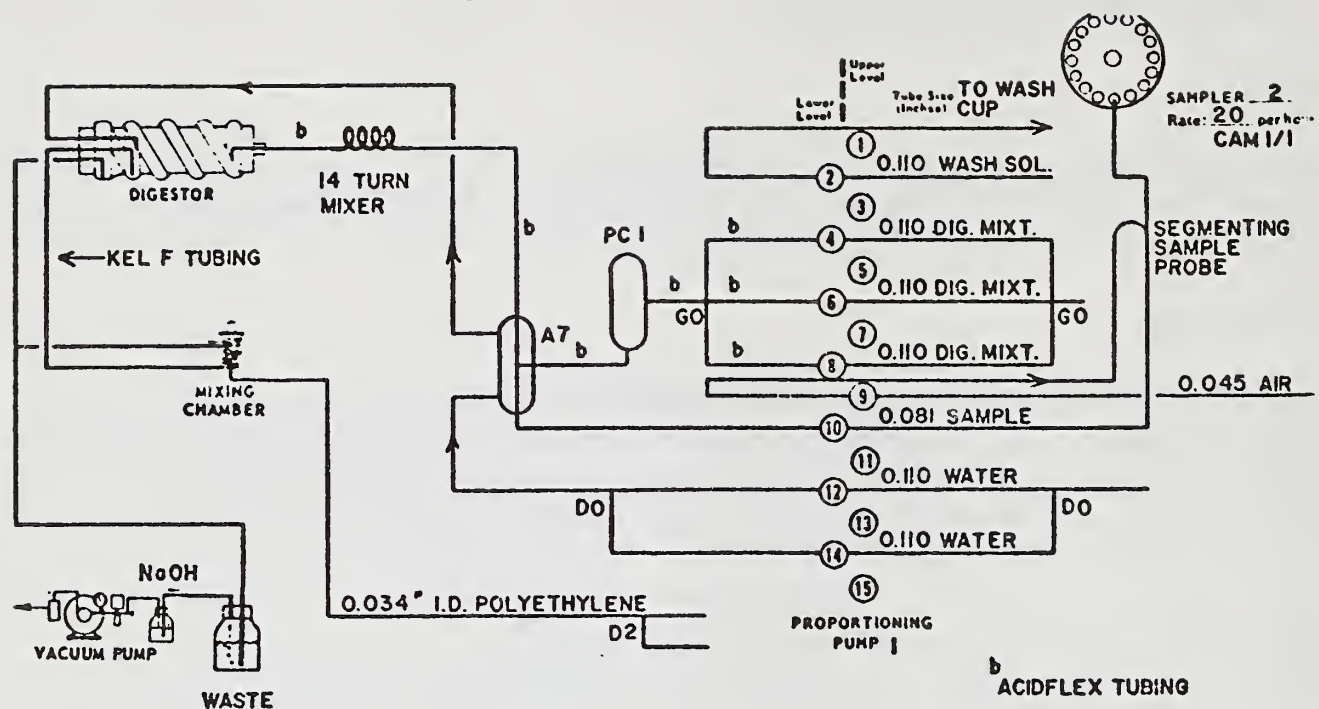 Upper
Level
Lower
Level
Tube Size
(Inches)
TO WASH
CUP
SAMPLER 2
Rate: 20 per hour
CAM 1/1
b
DIGESTOR
14 TURN
MIXER
1
2
0.110 WASH SOL.
3
b
4
0.110 DIG. MIXT.
SEGMENTING
SAMPLE
PROBE
b
PC 1
KEL F TUBING
5
b
b
6
0.110 DIG. MIXT.
GO
GO
7
A7
b
b
8
0.110 DIG. MIXT.
MIXING
CHAMBER
9
0.045 AIR
10
0.081 SAMPLE
11
12
0.110 WATER
DO
DO
13
14
0.110 WATER
NaOH
15
0.034" I.D. POLYETHYLENE
D2
PROPORTIONING
PUMP I
VACUUM PUMP
WASTE
b
ACIDFLEX TUBING